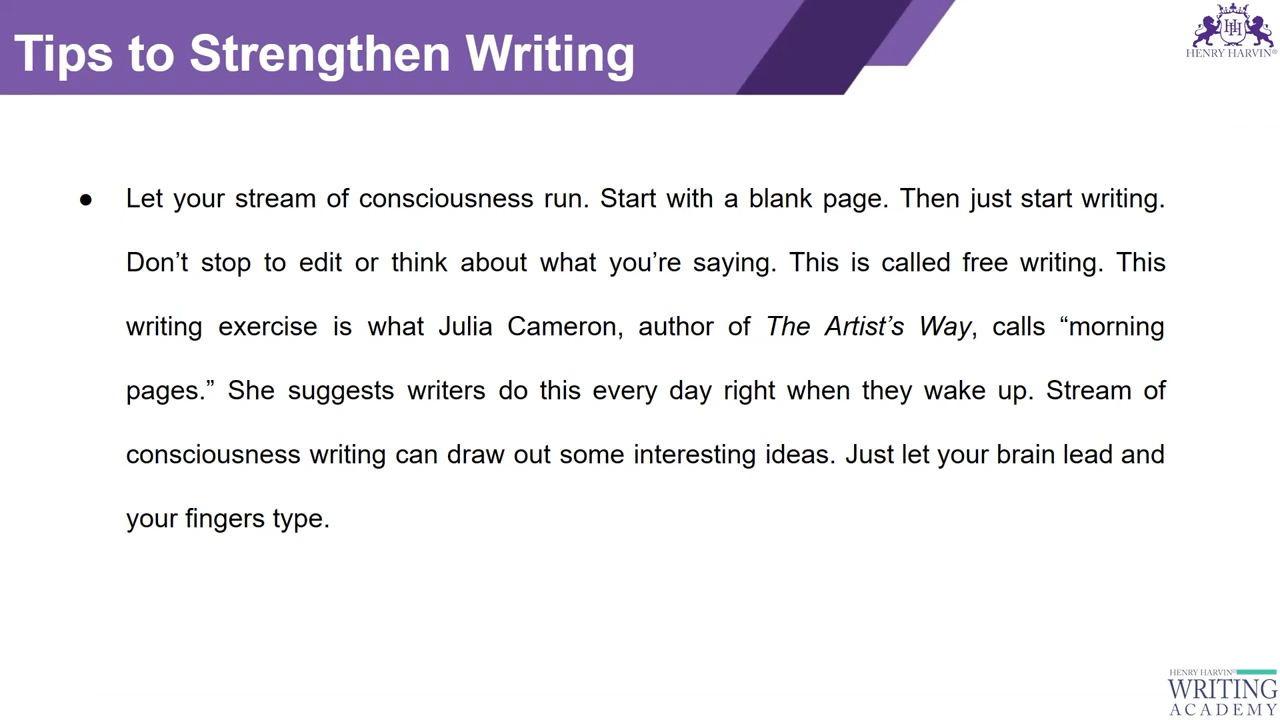 Tips to Strengthen Writing
HENRY HARVIN®
● Let your stream of consciousness run. Start with a blank page. Then just start writing.
Don’t stop to edit or think about what you’re saying. This is called free writing. This
writing exercise is what Julia Cameron, author of The Artist’s Way, calls “morning
pages.” She suggests writers do this every day right when they wake up. Stream of
consciousness writing can draw out some interesting ideas. Just let your brain lead and
your fingers type.
HENRY HARVIN®
WRITING
ACADEMY